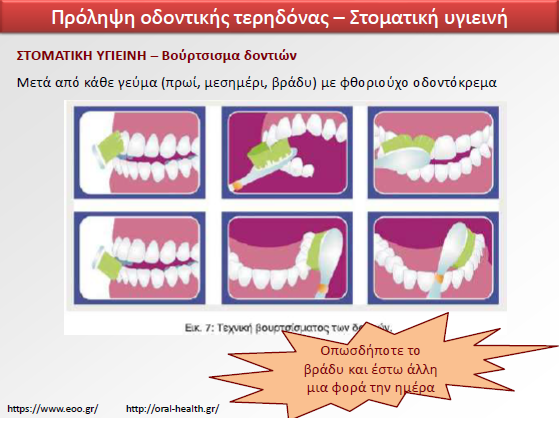 Πρόληψη οδοντικής τερηδόνας – Στοματική υγιεινή
ΣΤΟΜΑΤΙΚΗ ΥΓΙΕΙΝΗ – Βούρτσισμα δοντιών
Μετά από κάθε γεύμα (πρωί, μεσημέρι, βράδυ) με φθοριούχο οδοντόκρεμα
Εικ. 7: Τεχνική βουρτσίσματος των
Οπωσδήποτε το
βράδυ και έστω άλλη
μια φορά την ημέρα
https://www.eoo.gr/ http://oral-health.gr/